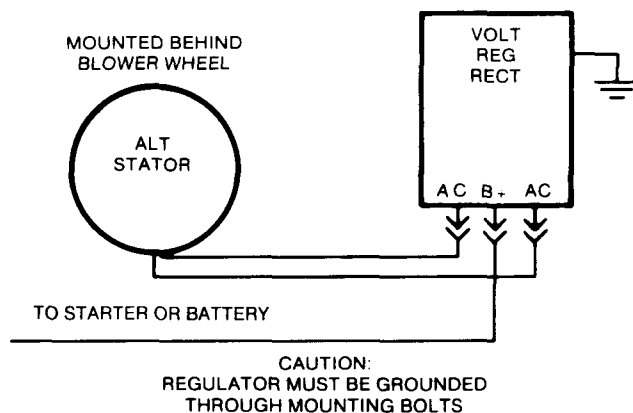 MOUNTED BEHIND
BLOWER WHEEL
ALT
STATOR
VOLT
REG
RECT
AC B+ AC
TO STARTER OR BATTERY
CAUTION:
REGULATOR MUST BE GROUNDED
THROUGH MOUNTING BOLTS